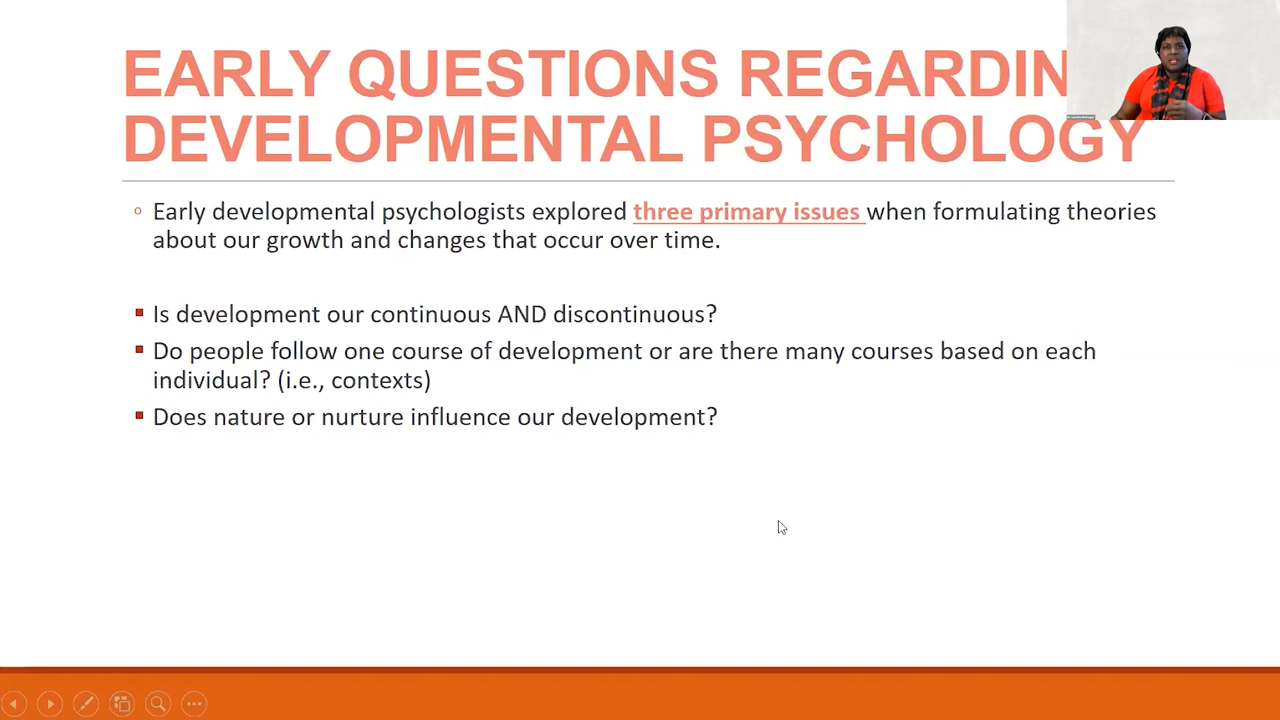 EARLY QUESTIONS REGARDIN
DEVELOPMENTAL PSYCHOLOGY
Early developmental psychologists explored three primary issues when formulating theories
about our growth and changes that occur over time.
Is development our continuous AND discontinuous?
Do people follow one course of development or are there many courses based on each
individual? (i.e., contexts)
Does nature or nurture influence our development?